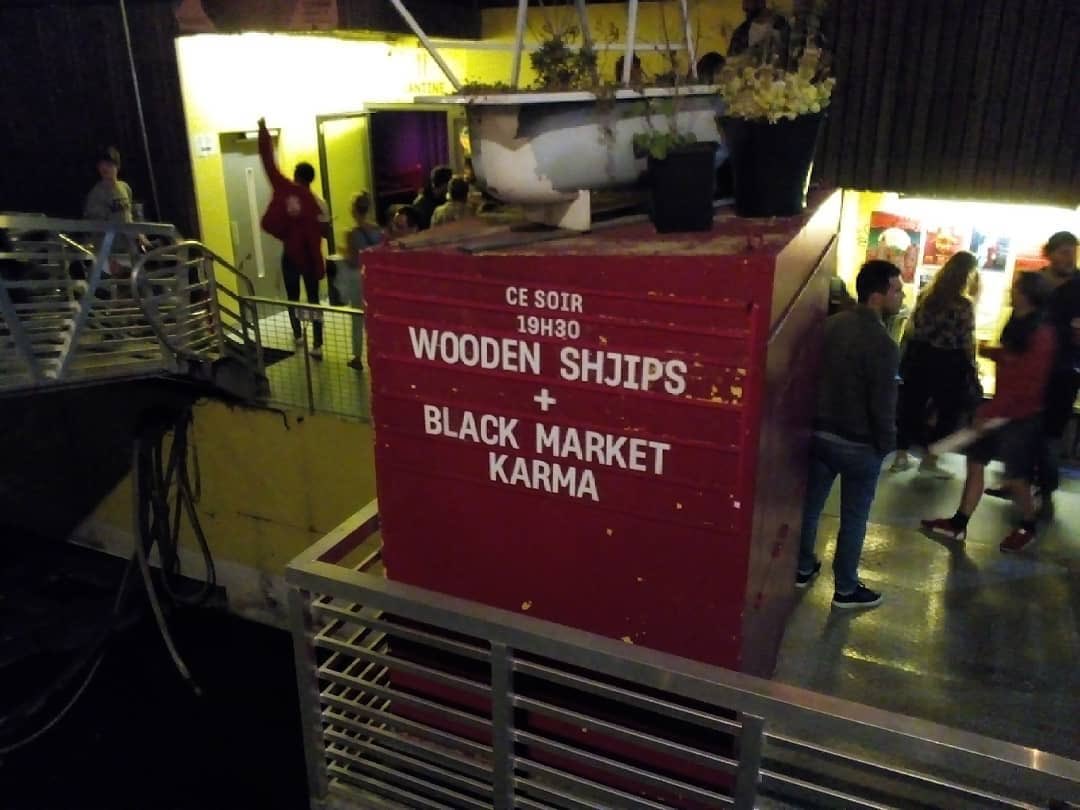 CE SOIR
19H30
WOODEN SHJIPS
+
BLACK MARKET
KARMA